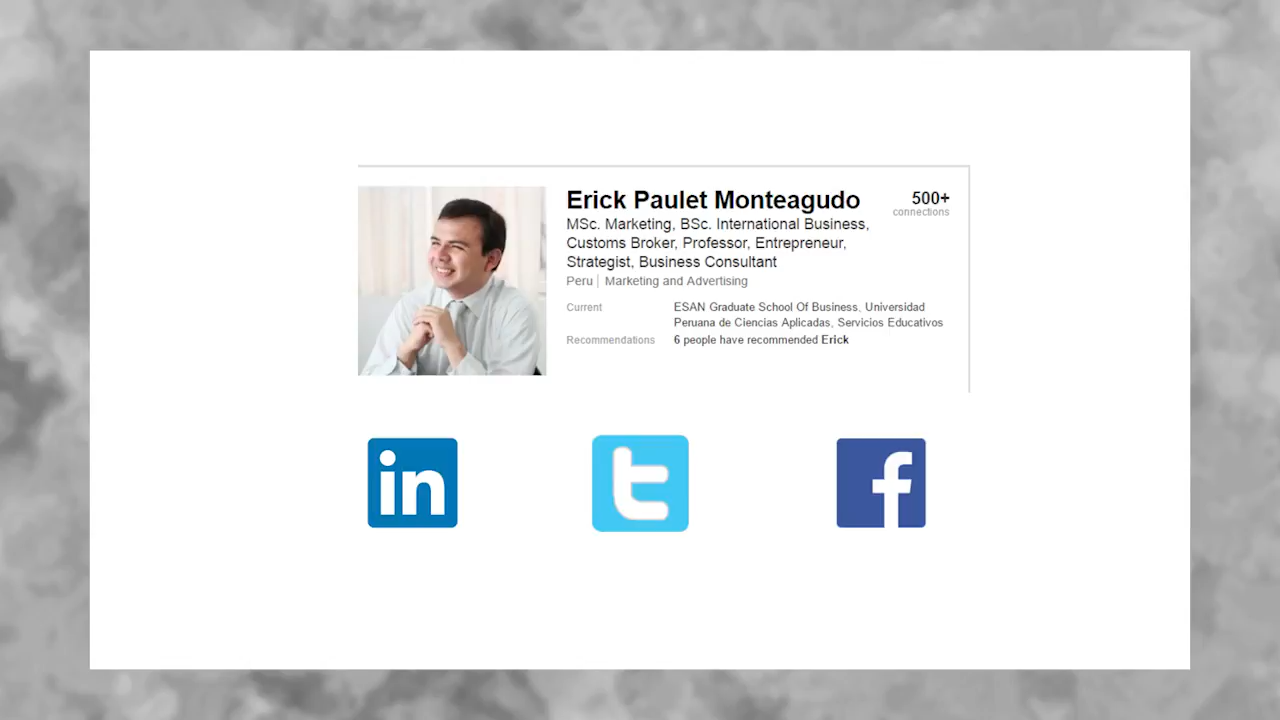 Erick Paulet Monteagudo
500+
connections
MSc. Marketing, BSc. International Business,
Customs Broker, Professor, Entrepreneur,
Strategist, Business Consultant
Peru | Marketing and Advertising
Current ESAN Graduate School Of Business, Universidad
Peruana de Ciencias Aplicadas, Servicios Educativos
Recommendations 6 people have recommended Erick
in t f